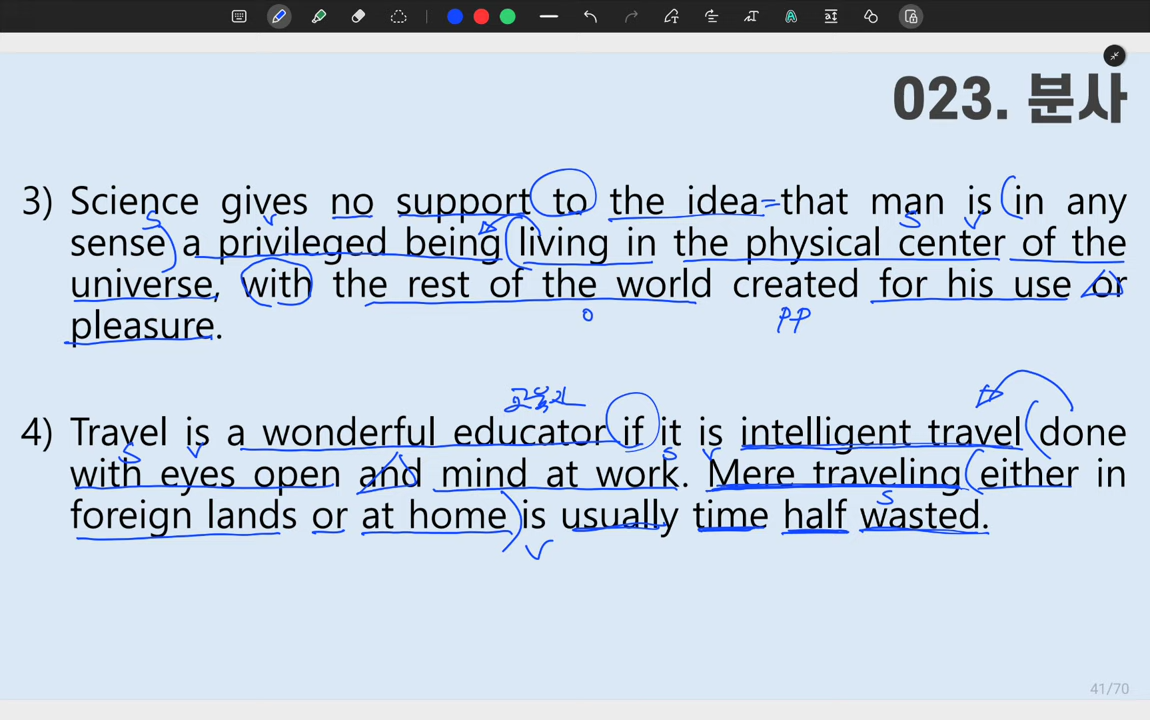 023. 분사
3) Science gives no support to the idea = that man is (in any
S V S V
sense) a privileged being (living in the physical center of the
universe, with the rest of the world created for his use or
O PP
pleasure.
교육자
4) Travel is a wonderful educator if it is intelligent travel (done
S V S V
with eyes open and mind at work. Mere traveling (either in
S
foreign lands or at home) is usually time half wasted.
V
41/70